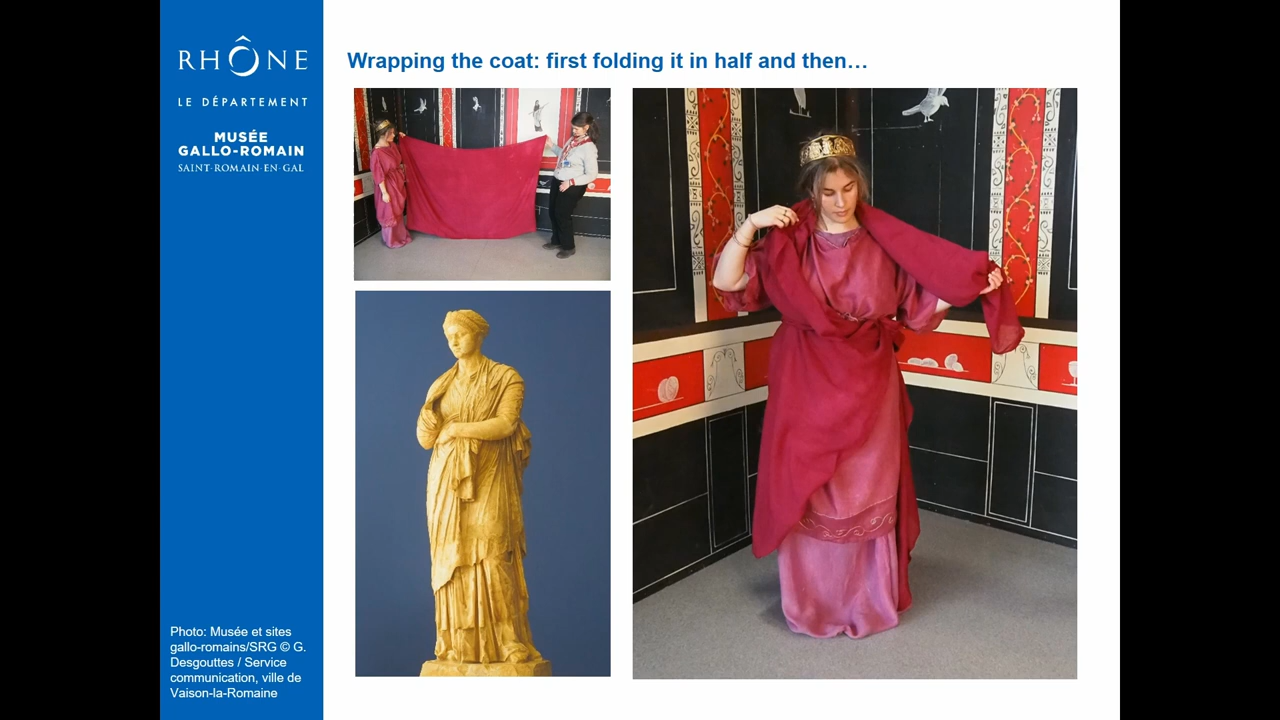 RHÔNE
LE DÉPARTEMENT
MUSÉE
GALLO-ROMAIN
SAINT·ROMAIN·EN·GAL
Wrapping the coat: first folding it in half and then…
Photo: Musée et sites
gallo-romains/SRG © G.
Desgouttes / Service
communication, ville de
Vaison-la-Romaine